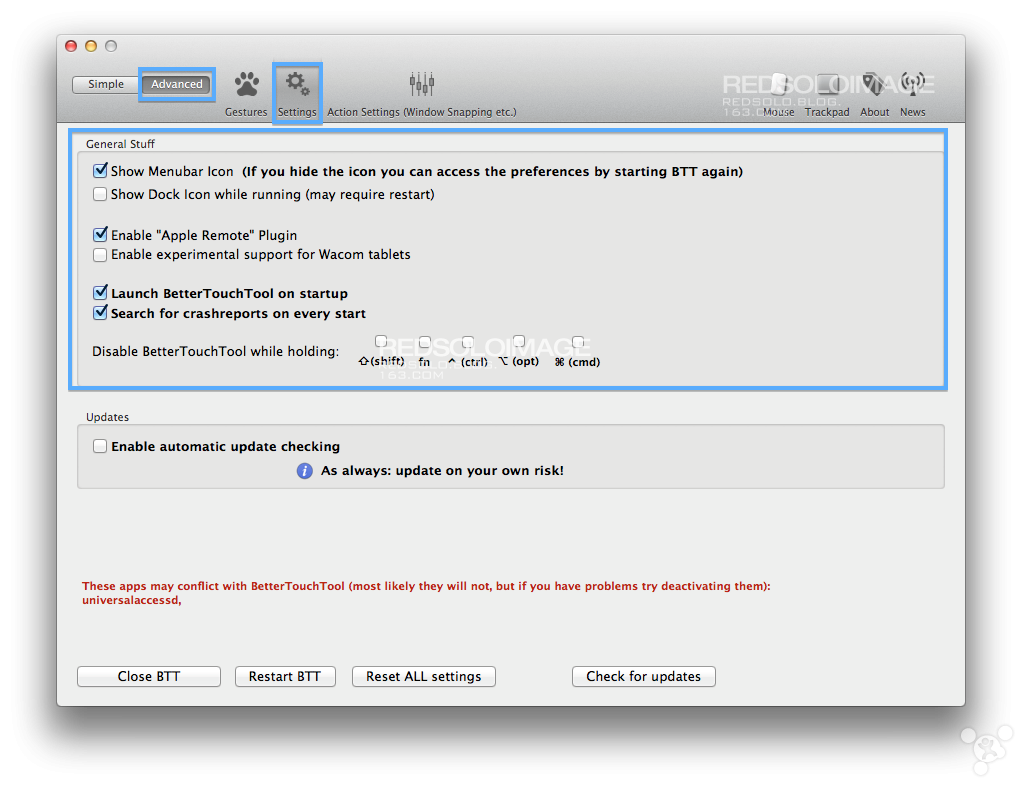 Simple
Advanced
Gestures
Settings
Action Settings (Window Snapping etc.)
Mouse
Trackpad
About
News
REDSOLOIMAGE
REDSOLO.BLOG.
163.COM
General Stuff
Show Menubar Icon (If you hide the icon you can access the preferences by starting BTT again)
Show Dock Icon while running (may require restart)
Enable "Apple Remote" Plugin
Enable experimental support for Wacom tablets
Launch BetterTouchTool on startup
Search for crashreports on every start
Disable BetterTouchTool while holding:
⇧(shift) fn ^ (ctrl) ⌥ (opt) ⌘ (cmd)
REDSOLOIMAGE
REDSOLO.BLOG.
163.COM
Updates
Enable automatic update checking
As always: update on your own risk!
These apps may conflict with BetterTouchTool (most likely they will not, but if you have problems try deactivating them):
universalaccessd,
Close BTT
Restart BTT
Reset ALL settings
Check for updates